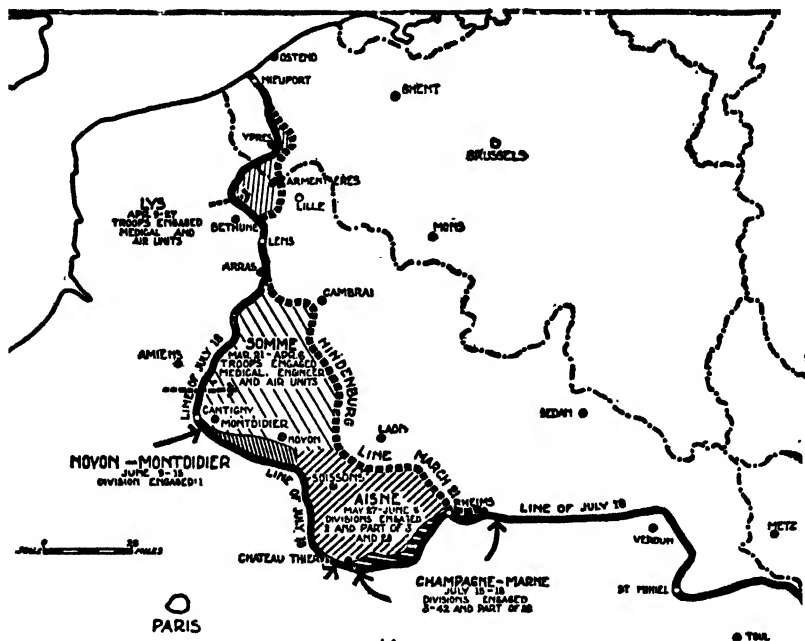 OSTEND
NIEUPORT
GHENT
YPRES
BRUSSELS
ARMENTIERES
LYS
APR. 9-27
TROOPS ENGAGED
MEDICAL AND
AIR UNITS
LILLE
BETHUNE
LENS
MONS
ARRAS
CAMBRAI
LINE OF JULY 18
AMIENS
SOMME
MAR. 21-APR. 6
TROOPS ENGAGED
MEDICAL, ENGINEER
AND AIR UNITS
HINDENBURG
LINE
MARCH 21
CANTIGNY
MONTDIDIER
NOYON
LAON
SEDAN
NOYON-MONTDIDIER
JUNE 9-15
DIVISION ENGAGED: 1
LINE OF JULY 18
SOISSONS
AISNE
MAY 27-JUNE 5
DIVISIONS ENGAGED
2 AND PART OF 3
AND 28
RHEIMS
LINE OF JULY 18
VERDUN
METZ
SCALE 0 25 MILES
CHATEAU THIERRY
CHAMPAGNE-MARNE
JULY 15-18
DIVISIONS ENGAGED
3-42 AND PART OF 28
ST MIHIEL
PARIS
TOUL